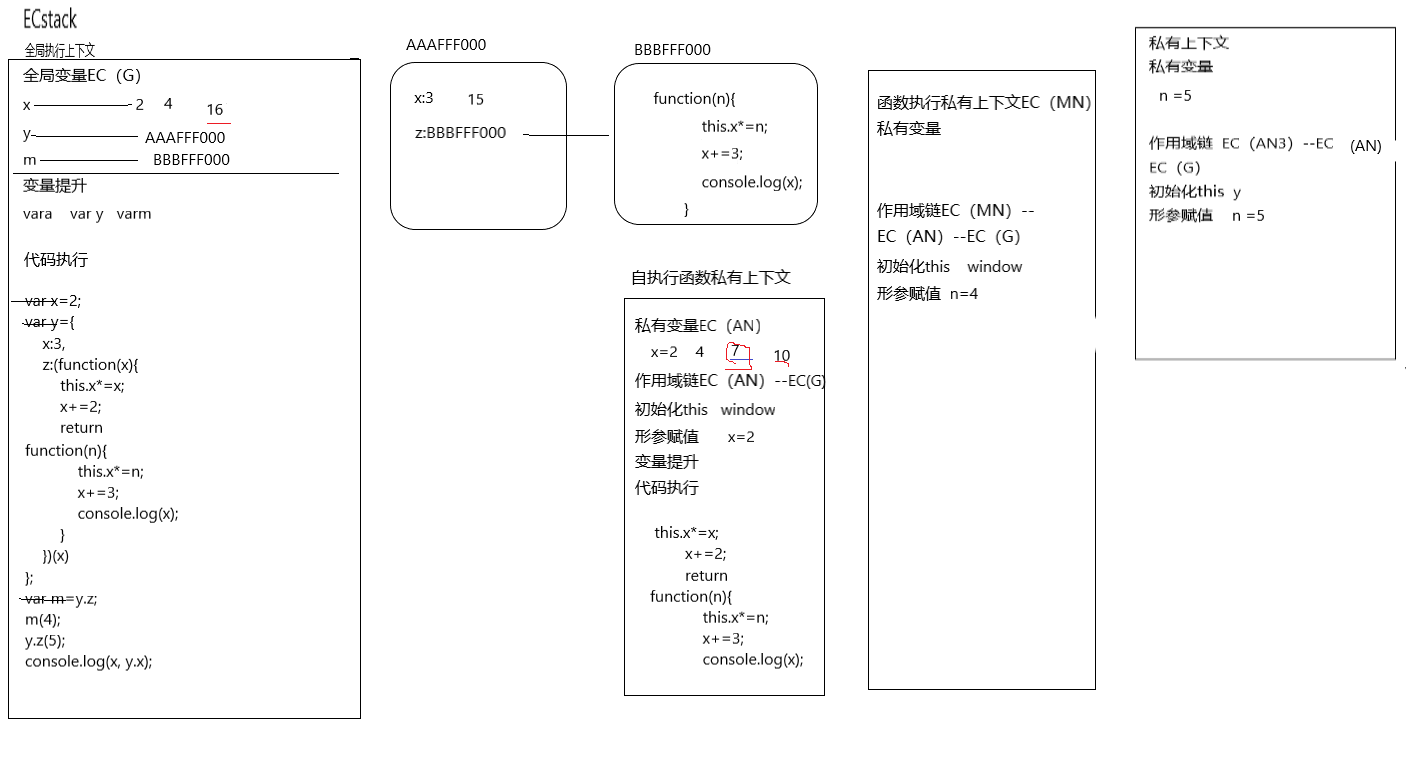 ECstack
全局执行上下文
全局变量EC（G）
x 2 4 16
y AAAFFF000
m BBBFFF000
变量提升
vara var y varm
代码执行
var x=2;
var y={
x:3,
z:(function(x){
this.x*=x;
x+=2;
return
function(n){
this.x*=n;
x+=3;
console.log(x);
}
})(x)
};
var m=y.z;
m(4);
y.z(5);
console.log(x, y.x);
AAAFFF000
x:3 15
z:BBBFFF000
BBBFFF000
function(n){
this.x*=n;
x+=3;
console.log(x);
}
自执行函数私有上下文
私有变量EC（AN）
x=2 4 7 10
作用域链EC（AN）--EC(G)
初始化this window
形参赋值 x=2
变量提升
代码执行
this.x*=x;
x+=2;
return
function(n){
this.x*=n;
x+=3;
console.log(x);
函数执行私有上下文EC（MN）
私有变量
作用域链EC（MN）--
EC（AN）--EC（G）
初始化this window
形参赋值 n=4
私有上下文
私有变量
n =5
作用域链 EC（AN3）--EC (AN)
EC（G）
初始化this y
形参赋值 n =5